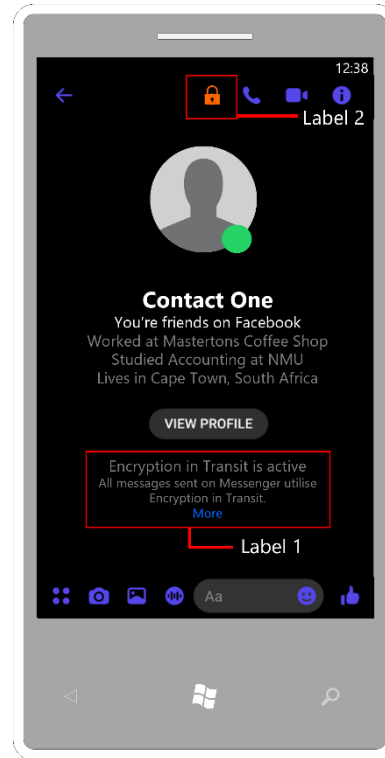 12:38
Label 2
Contact One
You're friends on Facebook
Worked at Mastertons Coffee Shop
Studied Accounting at NMU
Lives in Cape Town, South Africa
VIEW PROFILE
Encryption in Transit is active
All messages sent on Messenger utilise
Encryption in Transit.
More
Label 1
Aa